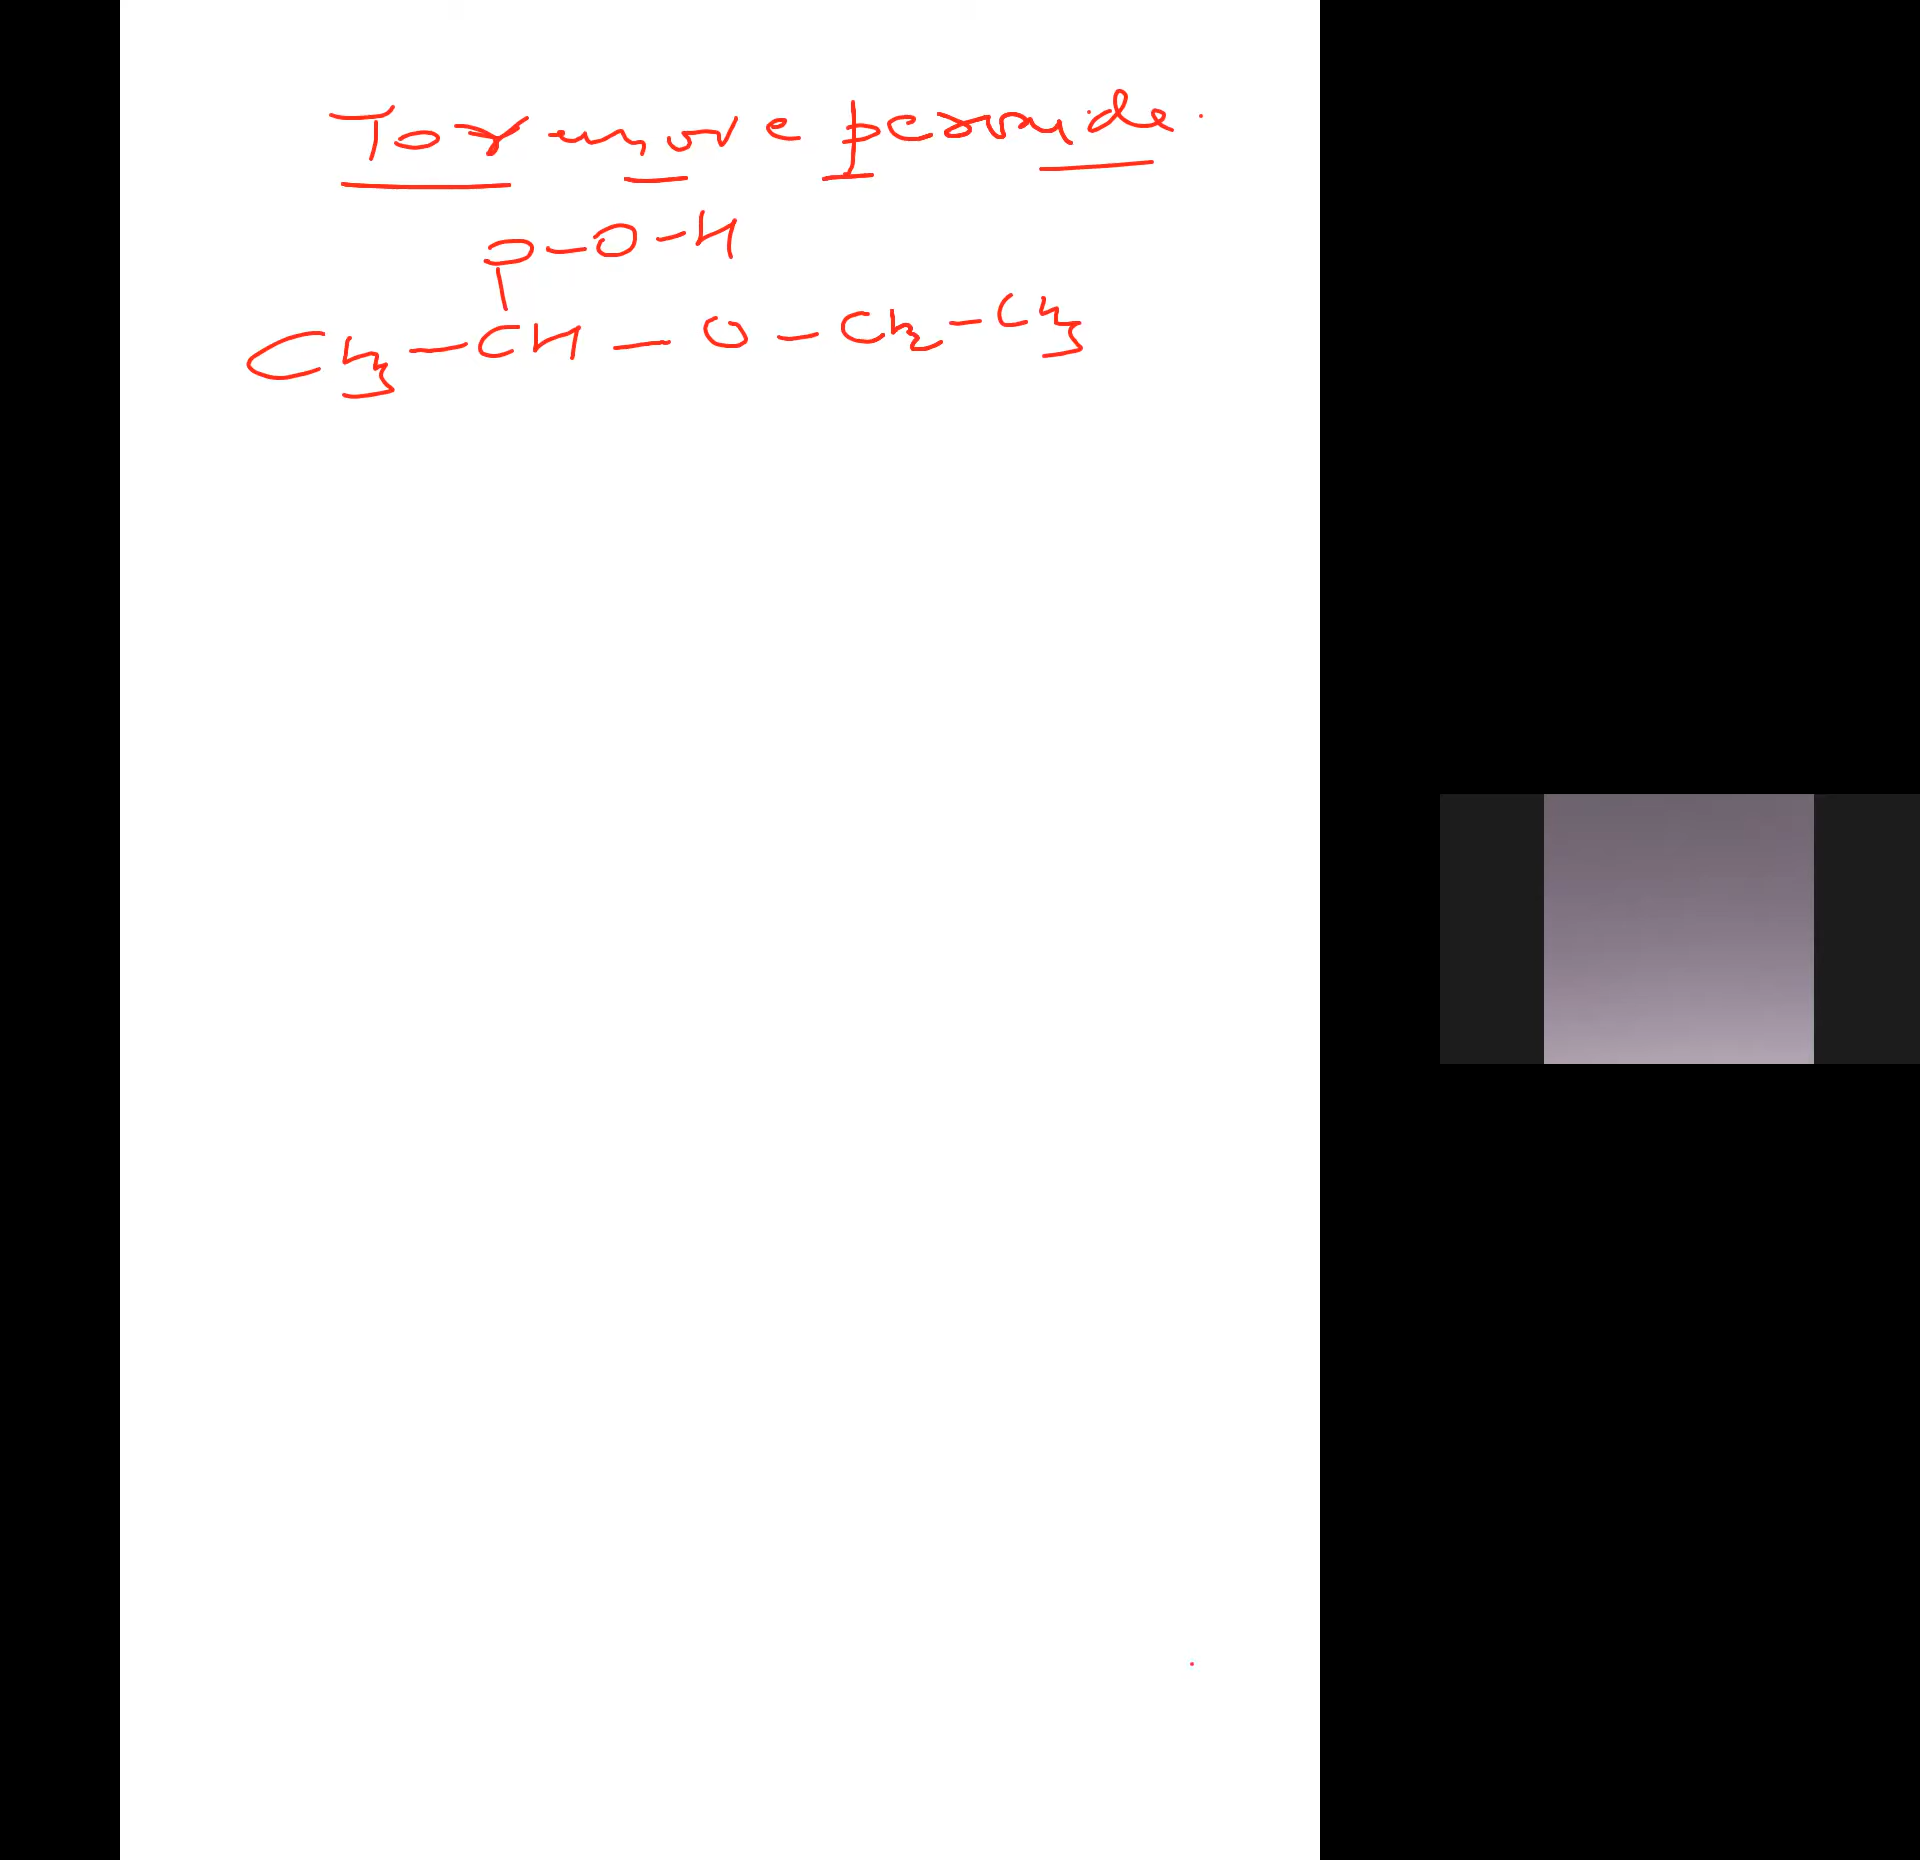 To remove peroxide.
O-O-H
|
CH3-CH-O-CH2-CH3